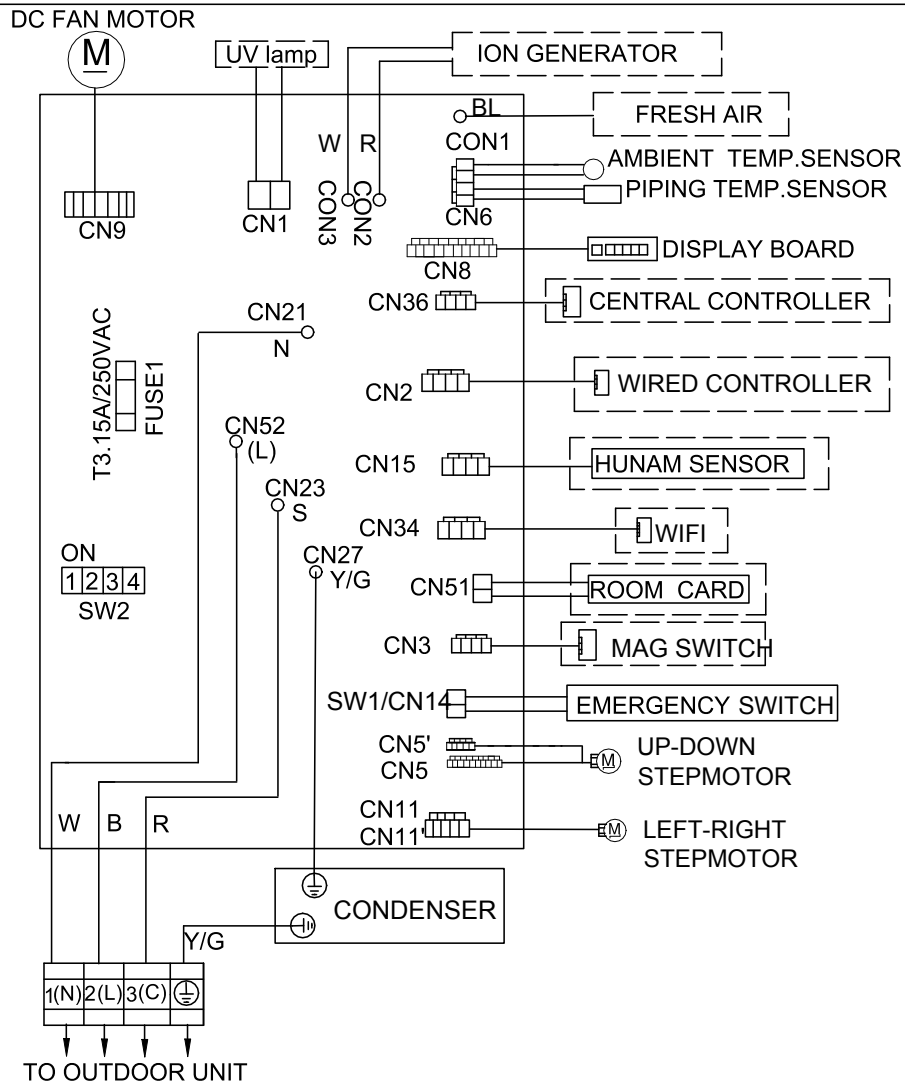 DC FAN MOTOR
M
UV lamp
ION GENERATOR
BL
FRESH AIR
W R
CON1
AMBIENT TEMP.SENSOR
PIPING TEMP.SENSOR
CN9
CN1
CON3
CON2
CN6
DISPLAY BOARD
CN8
CN36
CENTRAL CONTROLLER
CN21
N
T3.15A/250VAC
FUSE1
CN2
WIRED CONTROLLER
CN52
(L)
CN15
HUNAM SENSOR
CN23
S
CN34
WIFI
ON
1 2 3 4
SW2
CN27
Y/G
CN51
ROOM CARD
CN3
MAG SWITCH
SW1/CN14
EMERGENCY SWITCH
CN5'
CN5
M
UP-DOWN
STEPMOTOR
CN11
CN11'
M
LEFT-RIGHT
STEPMOTOR
W B R
CONDENSER
Y/G
1(N) 2(L) 3(C)
TO OUTDOOR UNIT